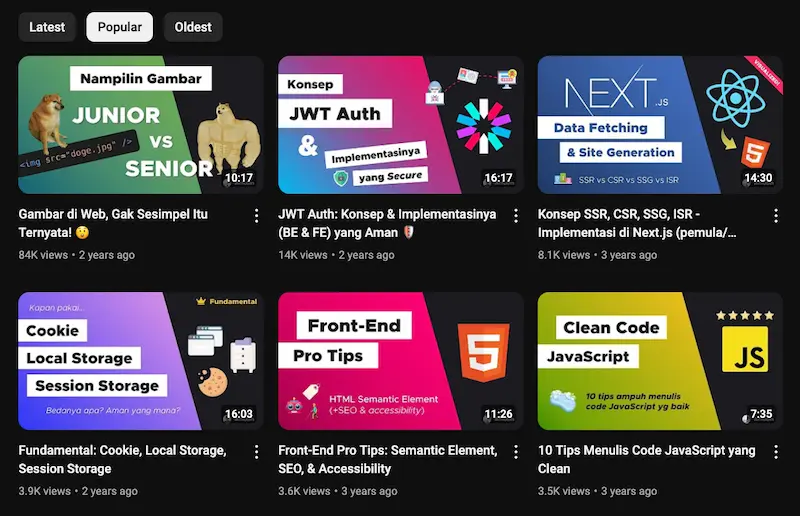 Latest
Popular
Oldest
Nampilin Gambar
JUNIOR
vs
<img src="doge.jpg" />
SENIOR
10:17
Gambar di Web, Gak Sesimpel Itu
Ternyata! 😲
84K views • 2 years ago
Konsep
JWT Auth
&
Implementasinya
yang Secure
16:17
JWT Auth: Konsep & Implementasinya
(BE & FE) yang Aman 🛡️
14K views • 2 years ago
VISUALIZED!
NEXT.JS
Data Fetching
& Site Generation
SSR vs CSR vs SSG vs ISR
14:30
Konsep SSR, CSR, SSG, ISR -
Implementasi di Next.js (pemula/...
8.1K views • 3 years ago
Fundamental
Kapan pakai...
Cookie
Local Storage
Session Storage
Bedanya apa? Aman yang mana?
16:03
Fundamental: Cookie, Local Storage,
Session Storage
3.9K views • 2 years ago
Front-End
Pro Tips
5
HTML Semantic Element
(+SEO & accessibility)
11:26
Front-End Pro Tips: Semantic Element,
SEO, & Accessibility
3.6K views • 3 years ago
Clean Code
JavaScript
JS
10 tips ampuh menulis
code JavaScript yg baik
7:35
10 Tips Menulis Code JavaScript yang
Clean
3.5K views • 3 years ago